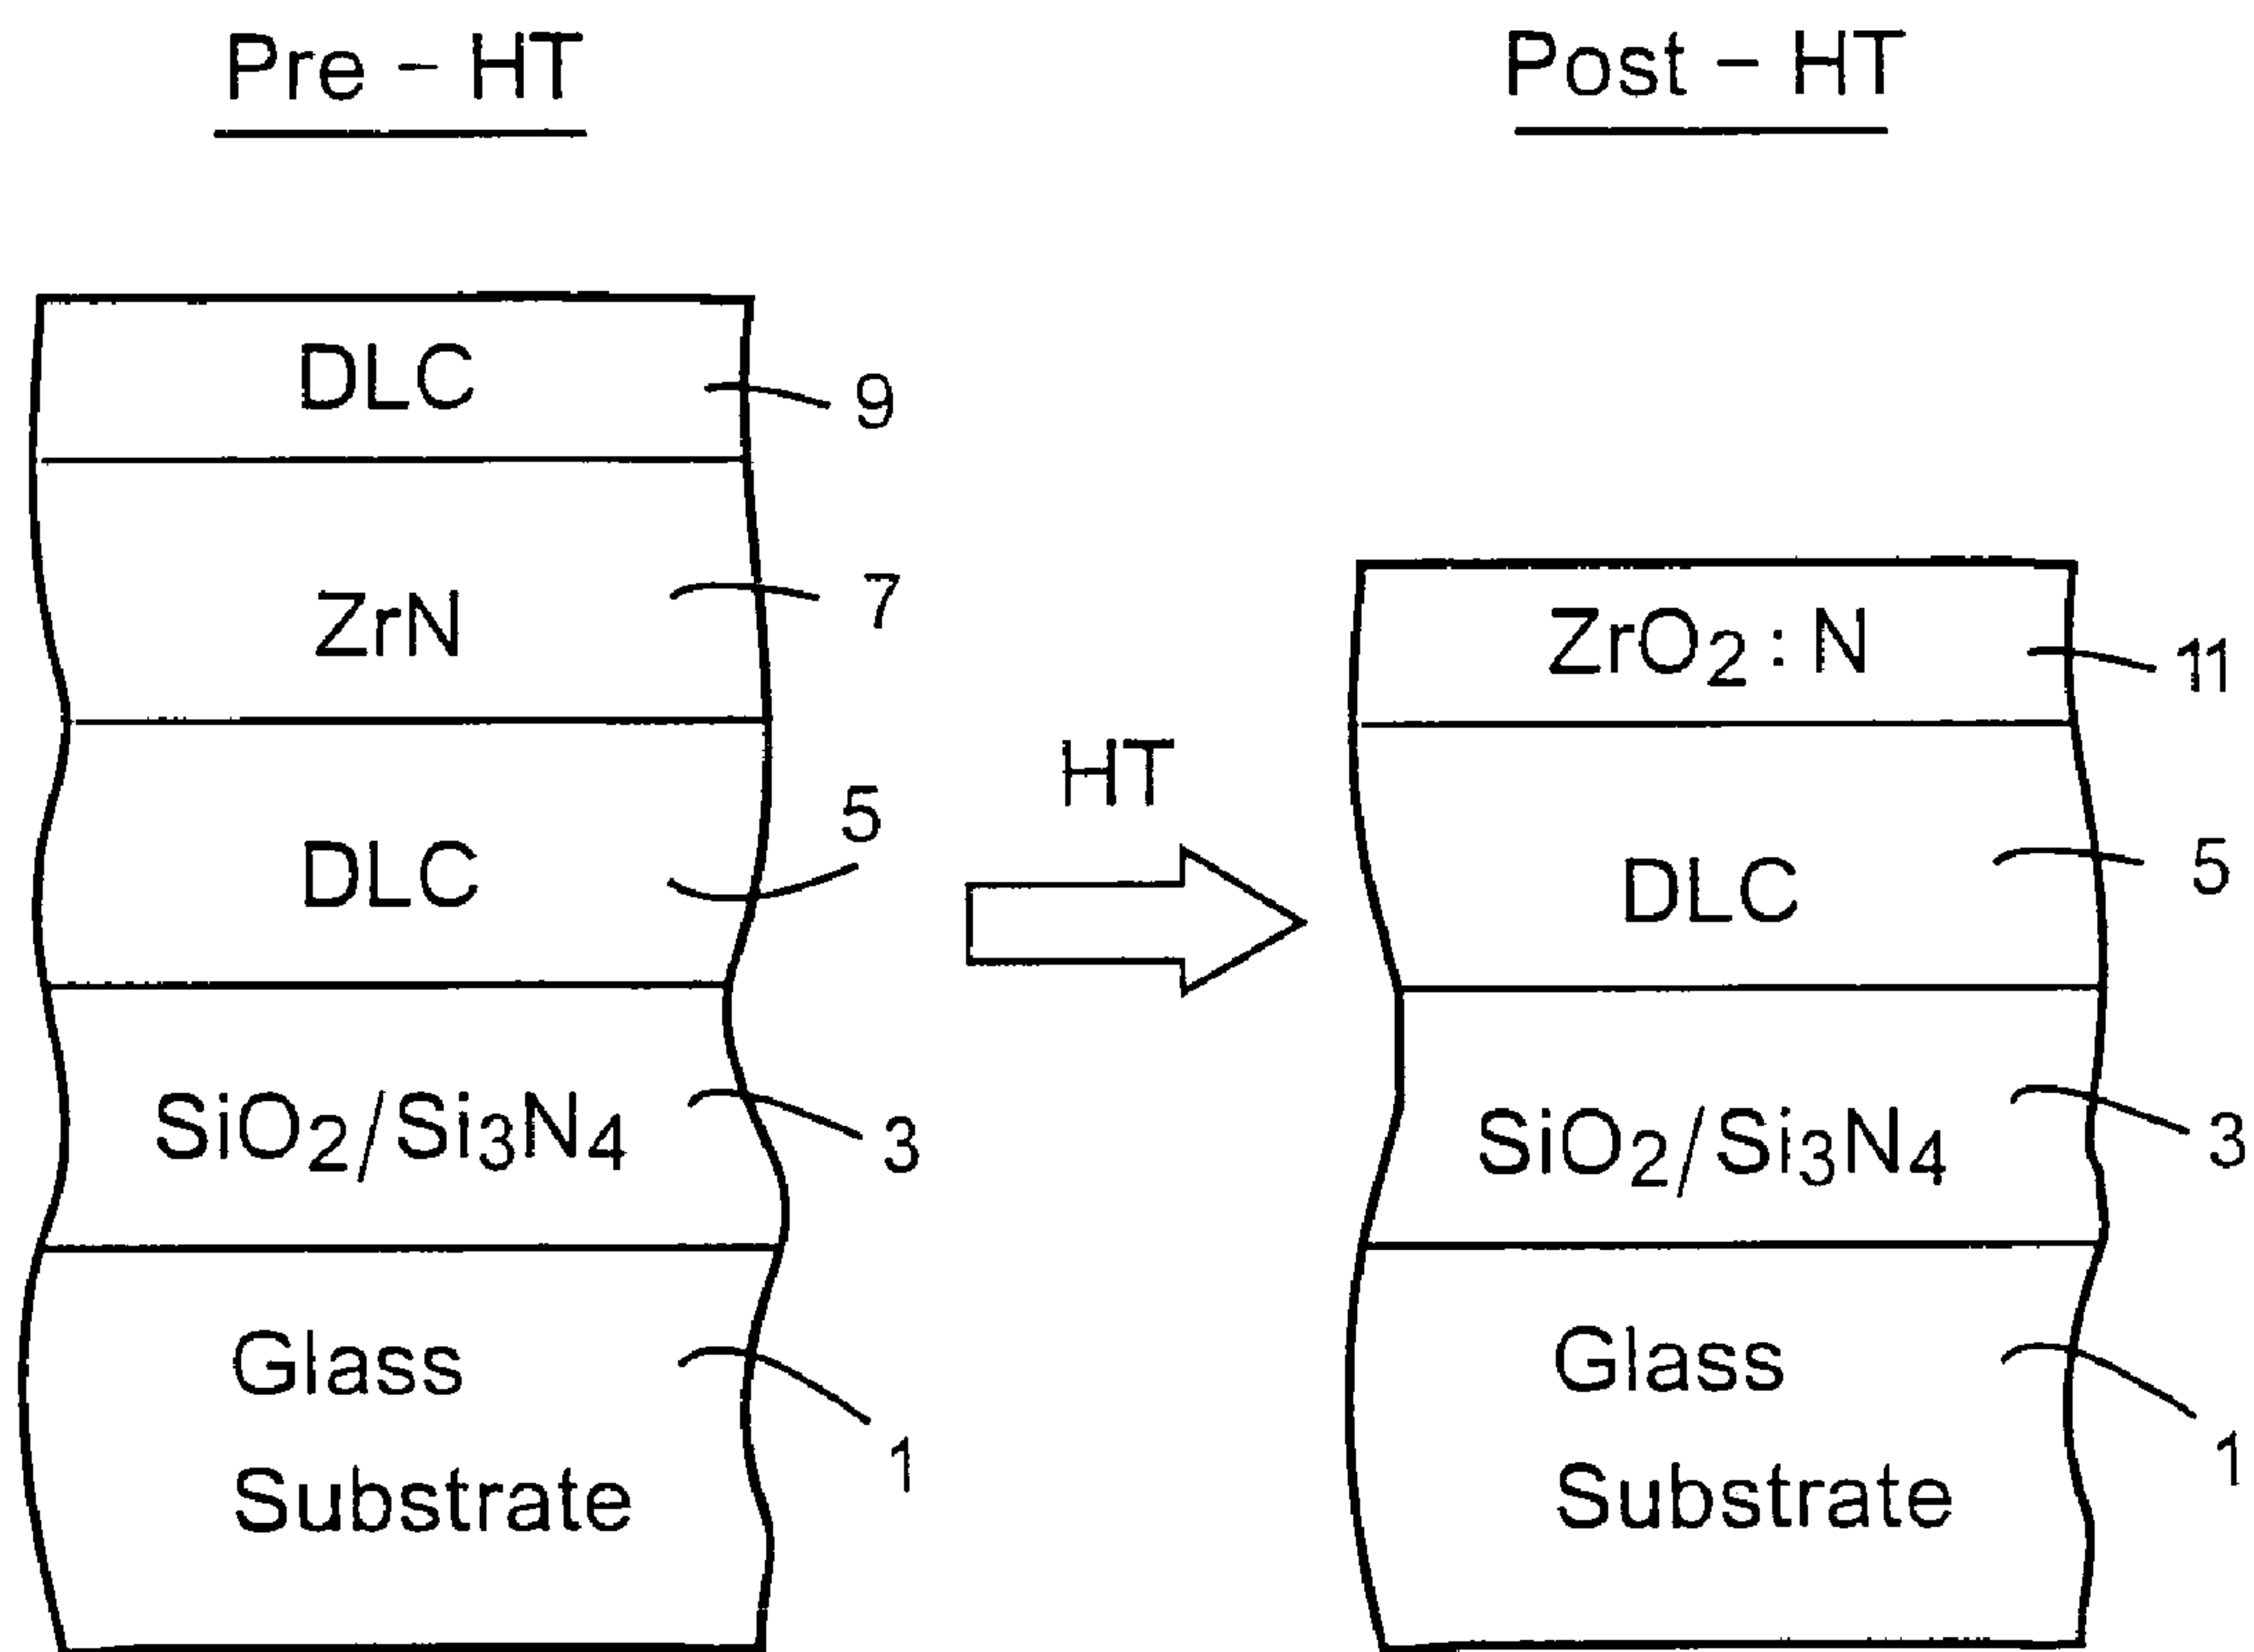 Pre - HT
DLC
9
ZrN
7
DLC
5
SiO2/Si3N4
3
Glass
Substrate
1
HT
Post - HT
ZrO2 : N
11
DLC
5
SiO2/Si3N4
3
Glass
Substrate
1